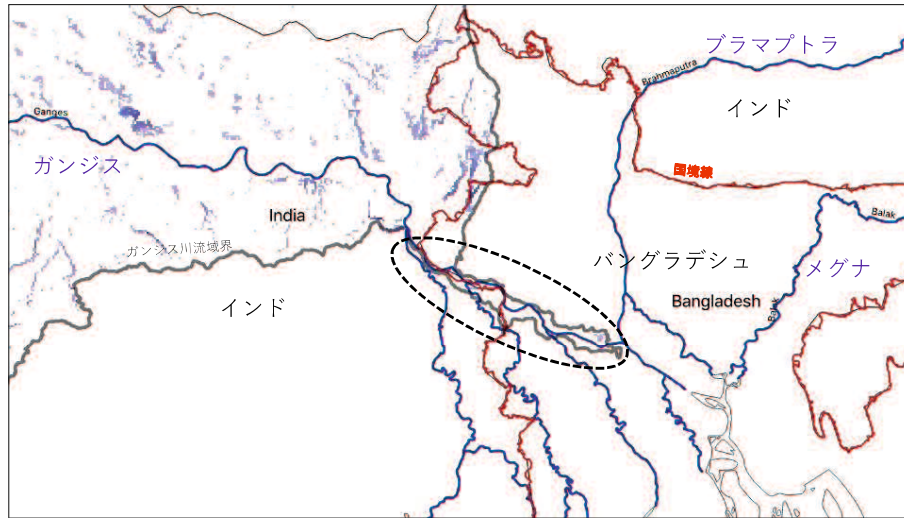 ブラマプトラ
Brahmaputra
インド
Ganges
ガンジス
国境線
India
Balak
ガンジス川流域界
バングラデシュ
メグナ
インド
Bangladesh
Balak